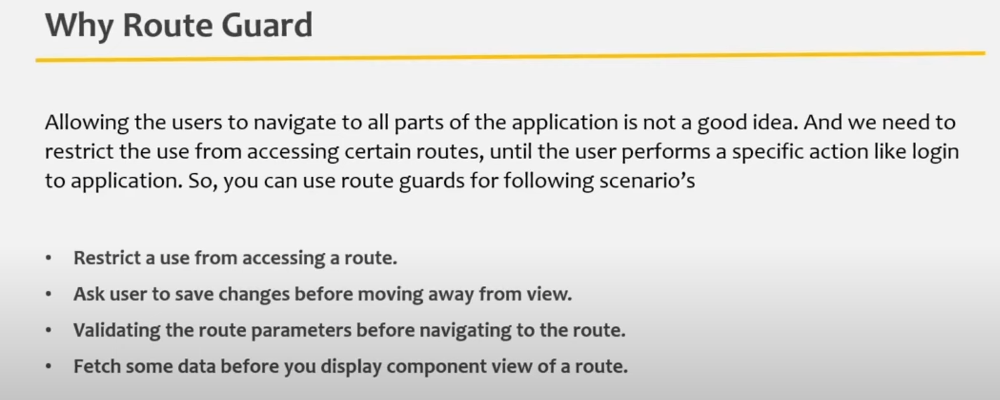 Why Route Guard
Allowing the users to navigate to all parts of the application is not a good idea. And we need to
restrict the use from accessing certain routes, until the user performs a specific action like login
to application. So, you can use route guards for following scenario’s
• Restrict a use from accessing a route.
• Ask user to save changes before moving away from view.
• Validating the route parameters before navigating to the route.
• Fetch some data before you display component view of a route.